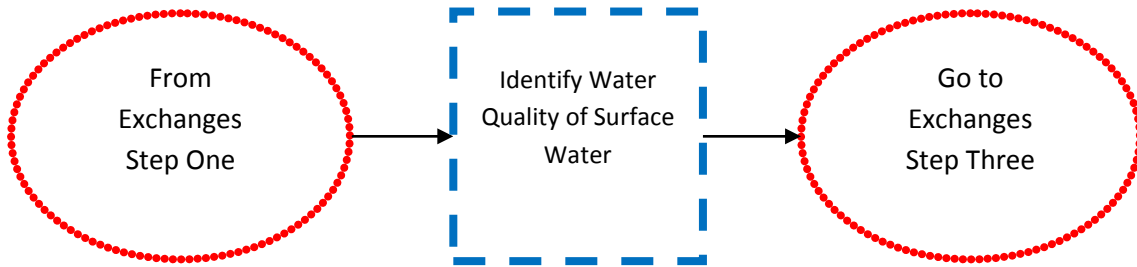 From
Exchanges
Step One
Identify Water
Quality of Surface
Water
Go to
Exchanges
Step Three